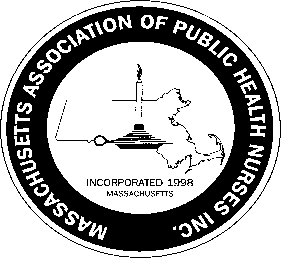 MASSACHUSETTS ASSOCIATION OF PUBLIC HEALTH NURSES INC.
INCORPORATED 1998
MASSACHUSETTS